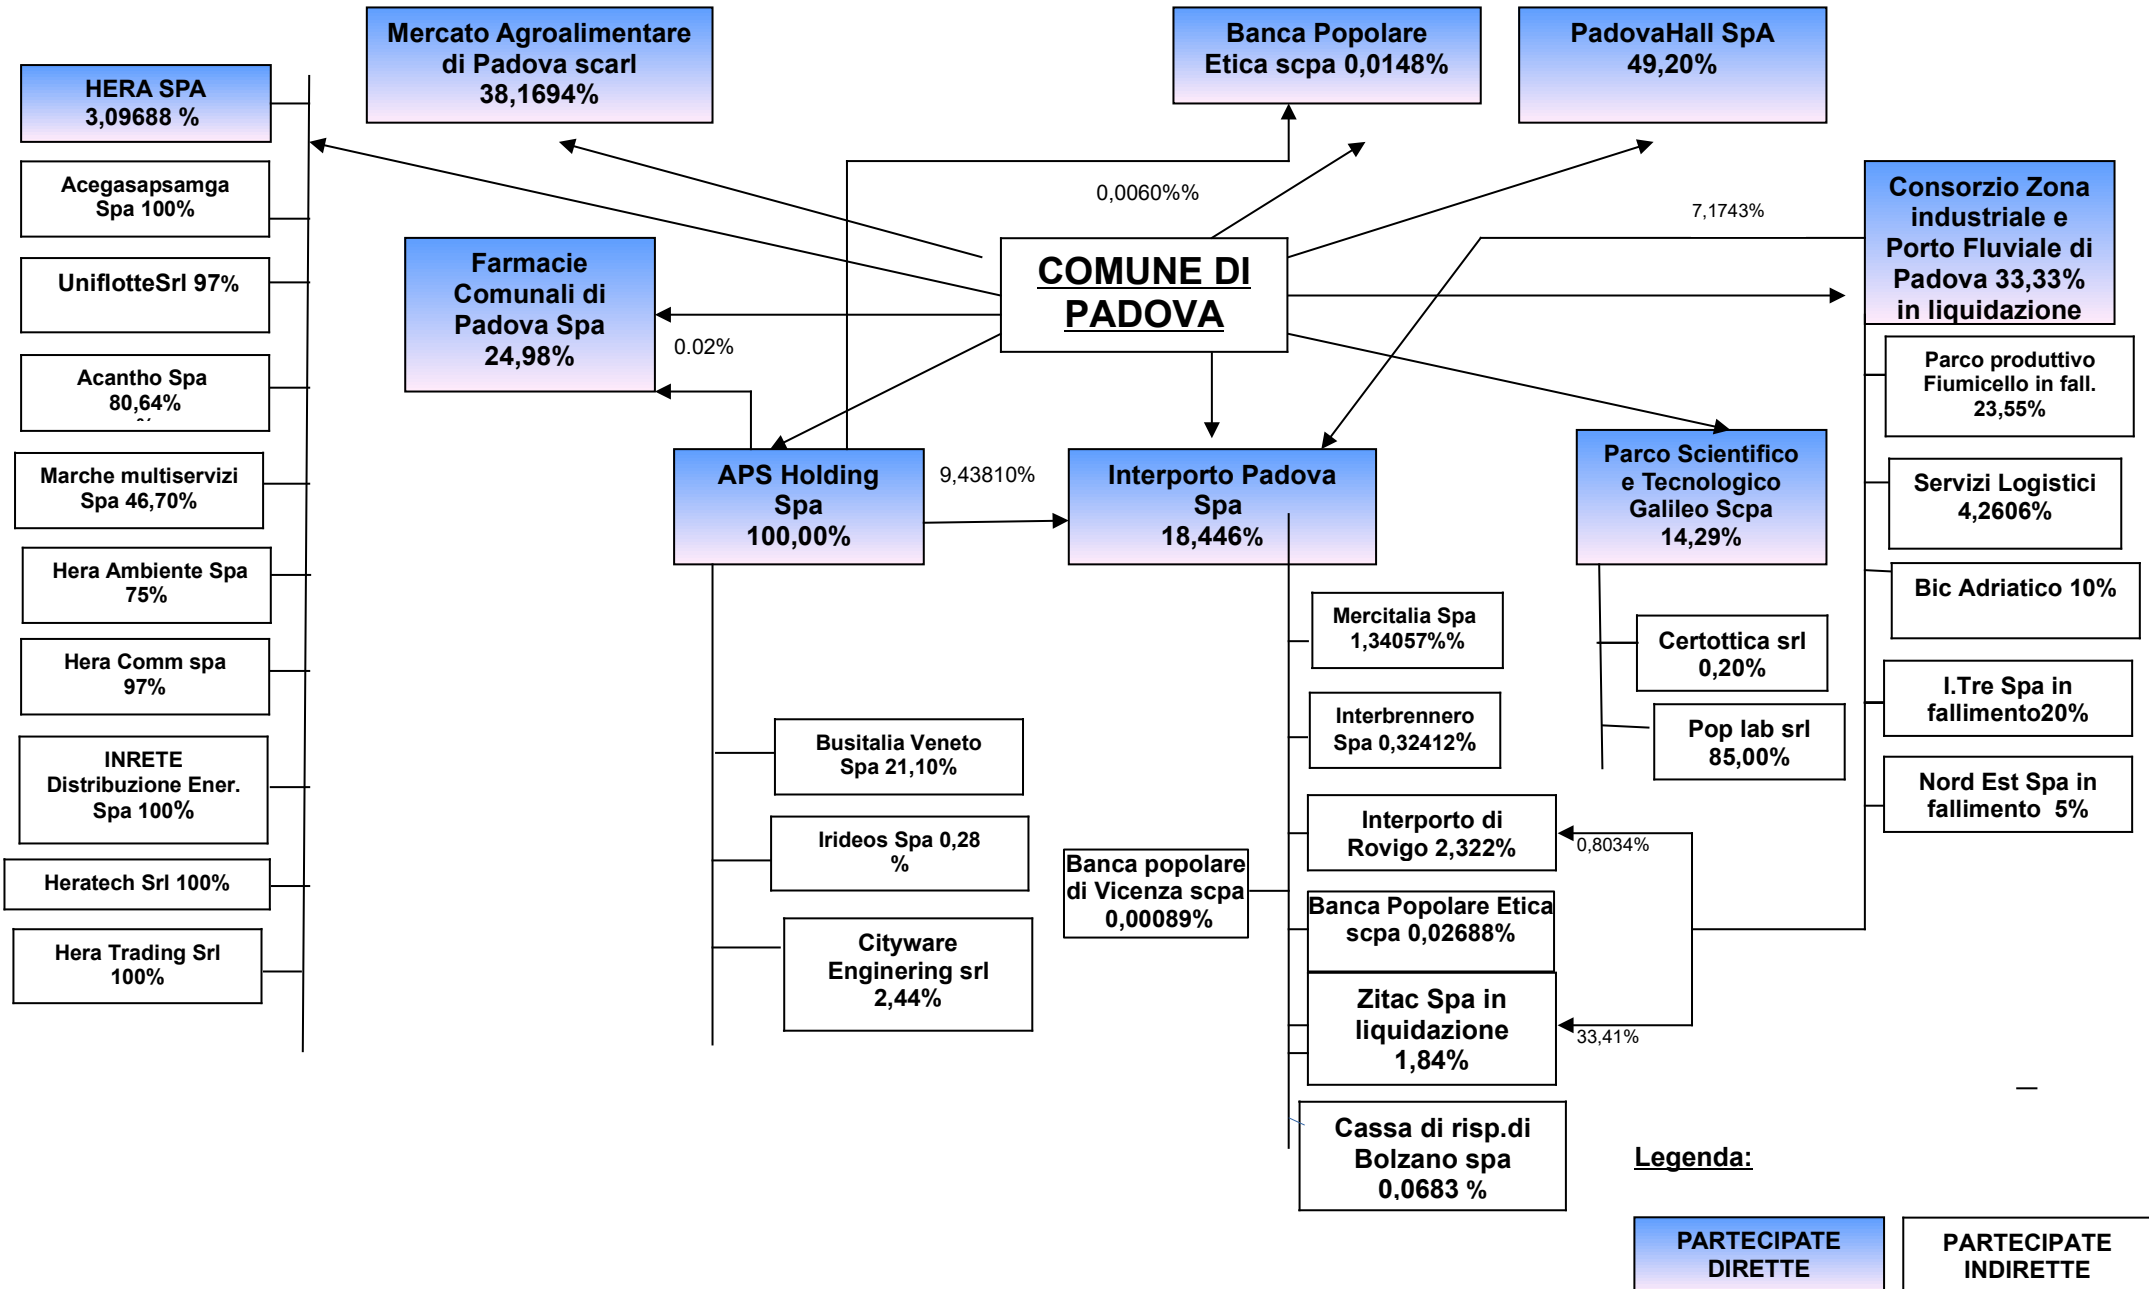 Mercato Agroalimentare
di Padova scarl
38,1694%
Banca Popolare
Etica scpa 0,0148%
PadovaHall SpA
49,20%
HERA SPA
3,09688 %
Acegasapsamga
Spa 100%
UniflotteSrl 97%
Acantho Spa
80,64%
Marche multiservizi
Spa 46,70%
Hera Ambiente Spa
75%
Hera Comm spa
97%
INRETE
Distribuzione Ener.
Spa 100%
Heratech Srl 100%
Hera Trading Srl
100%
0,0060%%
7,1743%
Consorzio Zona
industriale e
Porto Fluviale di
Padova 33,33%
in liquidazione
Farmacie
Comunali di
Padova Spa
24,98%
0.02%
COMUNE DI
PADOVA
APS Holding
Spa
100,00%
9,43810%
Interporto Padova
Spa
18,446%
Parco Scientifico
e Tecnologico
Galileo Scpa
14,29%
Parco produttivo
Fiumicello in fall.
23,55%
Servizi Logistici
4,2606%
Bic Adriatico 10%
I.Tre Spa in
fallimento20%
Nord Est Spa in
fallimento 5%
Busitalia Veneto
Spa 21,10%
Irideos Spa 0,28
%
Cityware
Enginering srl
2,44%
Mercitalia Spa
1,34057%%
Interbrennero
Spa 0,32412%
Interporto di
Rovigo 2,322%
0,8034%
Banca popolare
di Vicenza scpa
0,00089%
Banca Popolare Etica
scpa 0,02688%
Zitac Spa in
liquidazione
1,84%
33,41%
Cassa di risp.di
Bolzano spa
0,0683 %
Certottica srl
0,20%
Pop lab srl
85,00%
Legenda:
PARTECIPATE
DIRETTE
PARTECIPATE
INDIRETTE